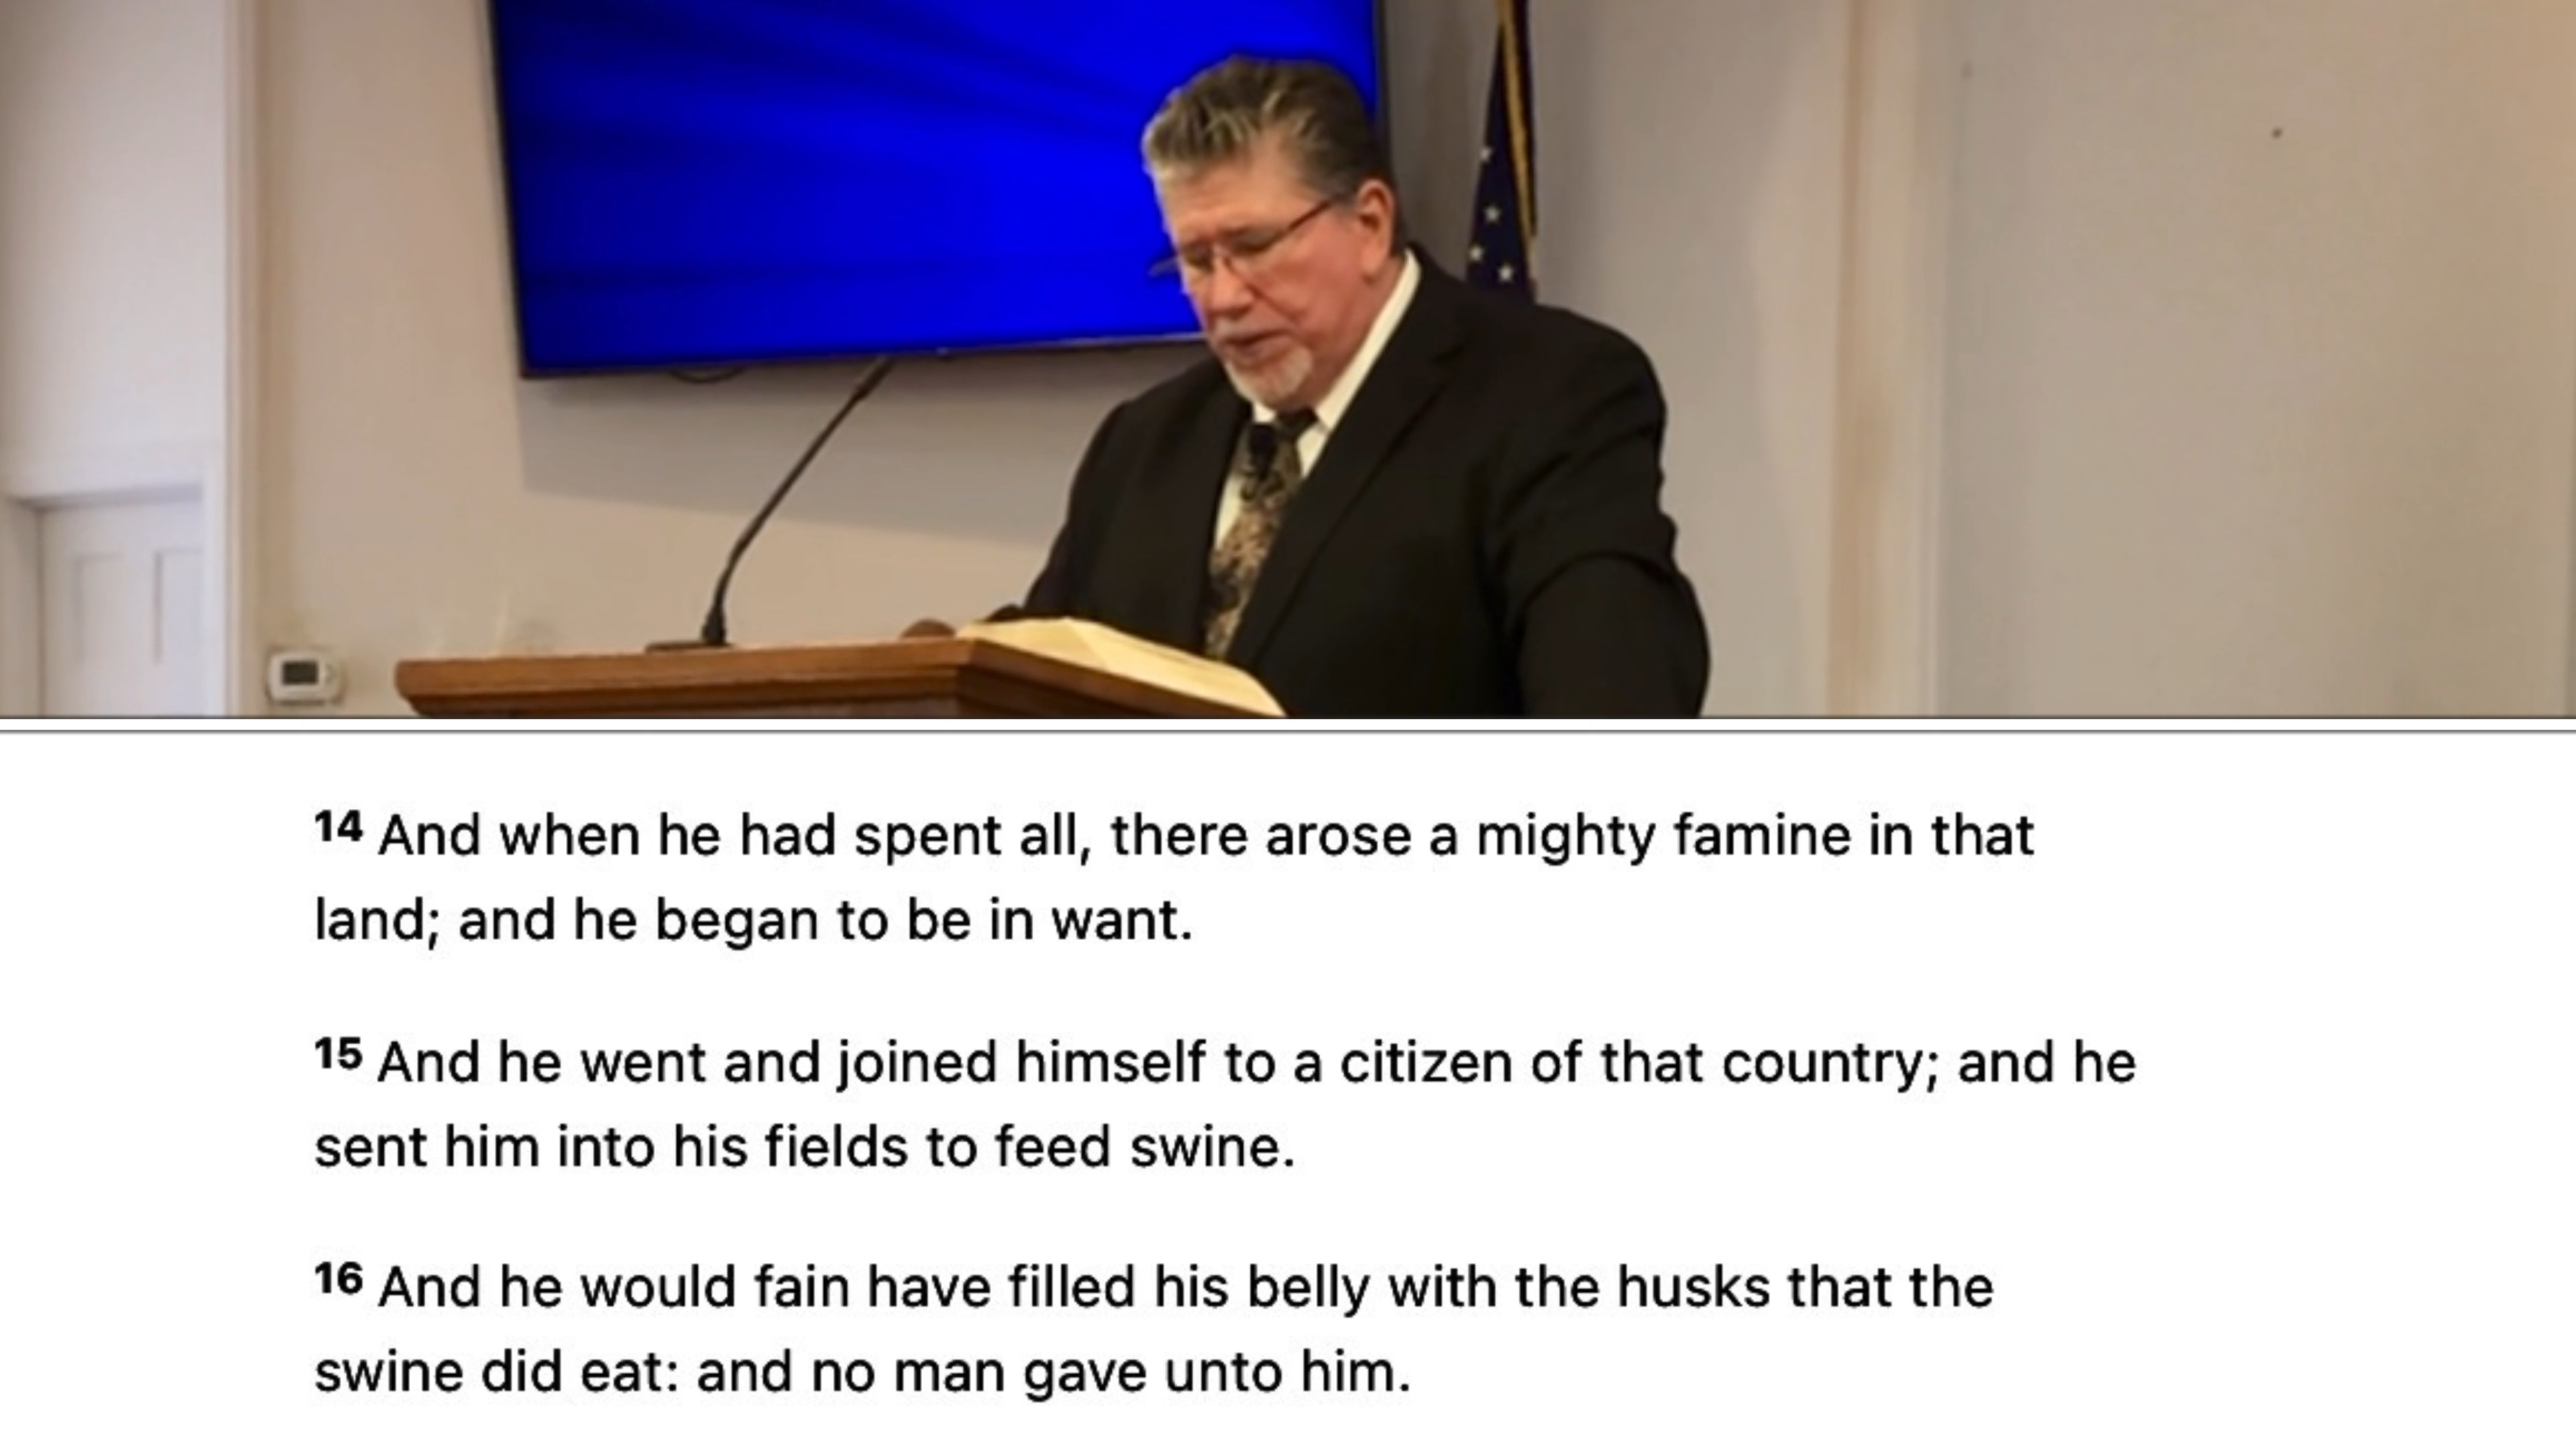 14 And when he had spent all, there arose a mighty famine in that
land; and he began to be in want.
15 And he went and joined himself to a citizen of that country; and he
sent him into his fields to feed swine.
16 And he would fain have filled his belly with the husks that the
swine did eat: and no man gave unto him.